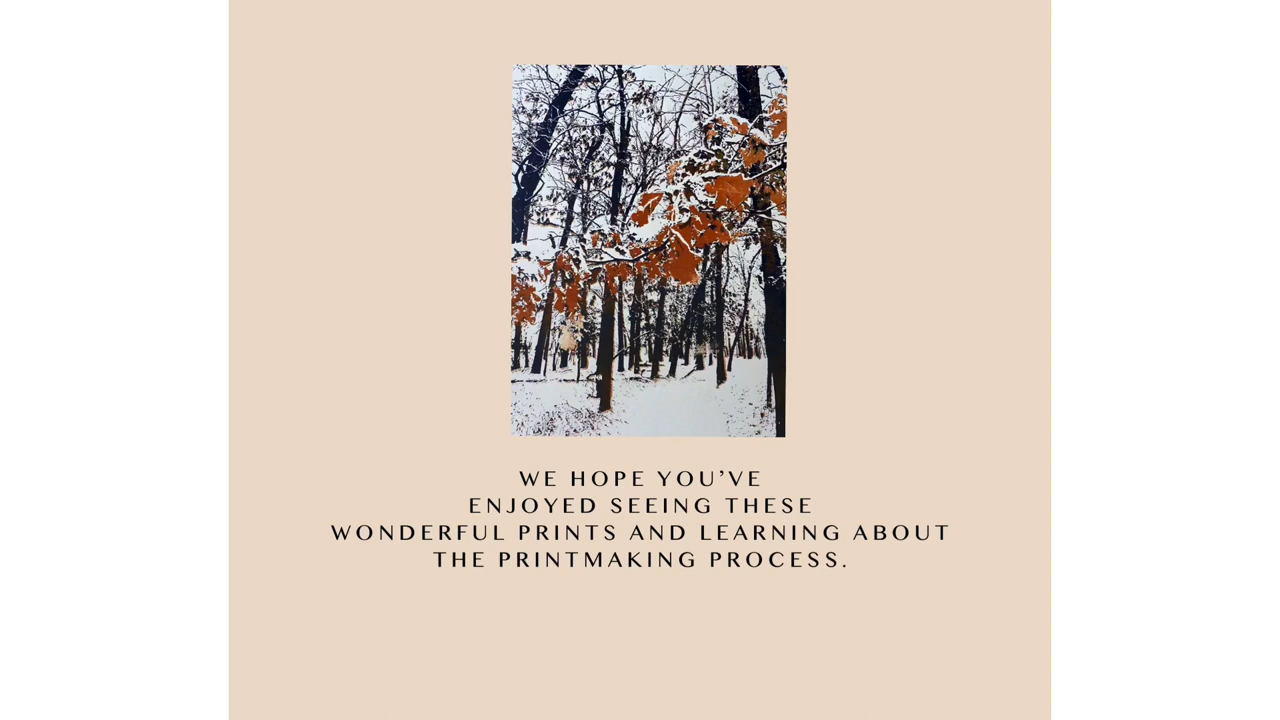 WE HOPE YOU’VE
ENJOYED SEEING THESE
WONDERFUL PRINTS AND LEARNING ABOUT
THE PRINTMAKING PROCESS.